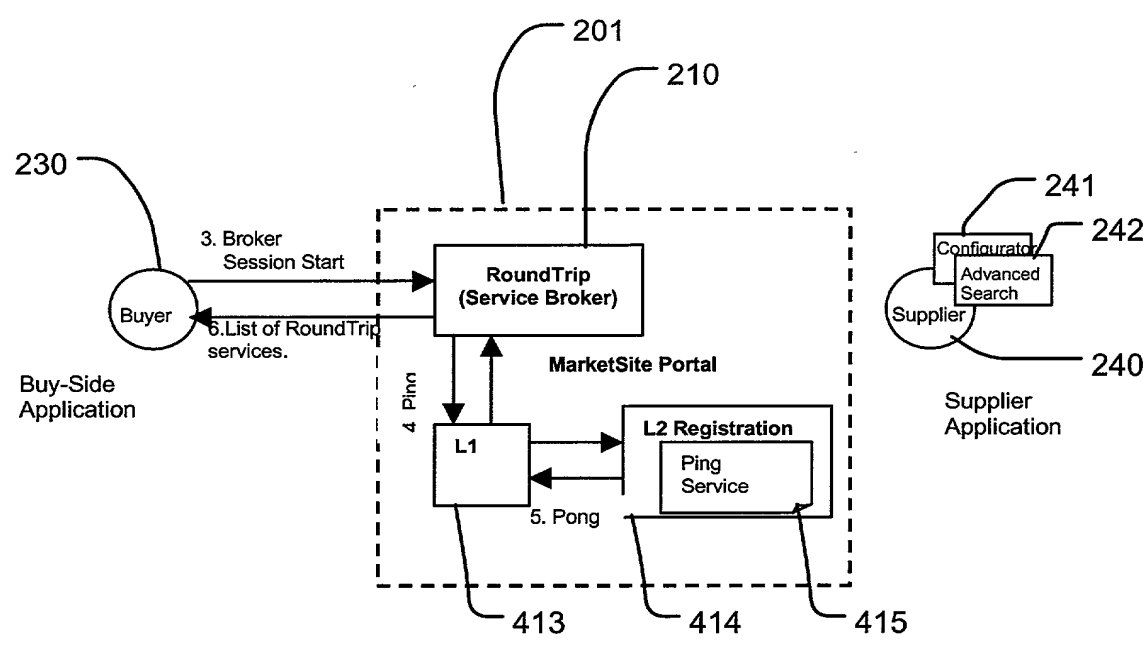 201
210
230
241
242
3. Broker
Session Start
RoundTrip
(Service Broker)
Configurator
Advanced
Search
Buyer
Supplier
6.List of RoundTrip
services.
MarketSite Portal
240
Buy-Side
Application
4 Ping
Supplier
Application
L1
L2 Registration
Ping
Service
5. Pong
413
414
415